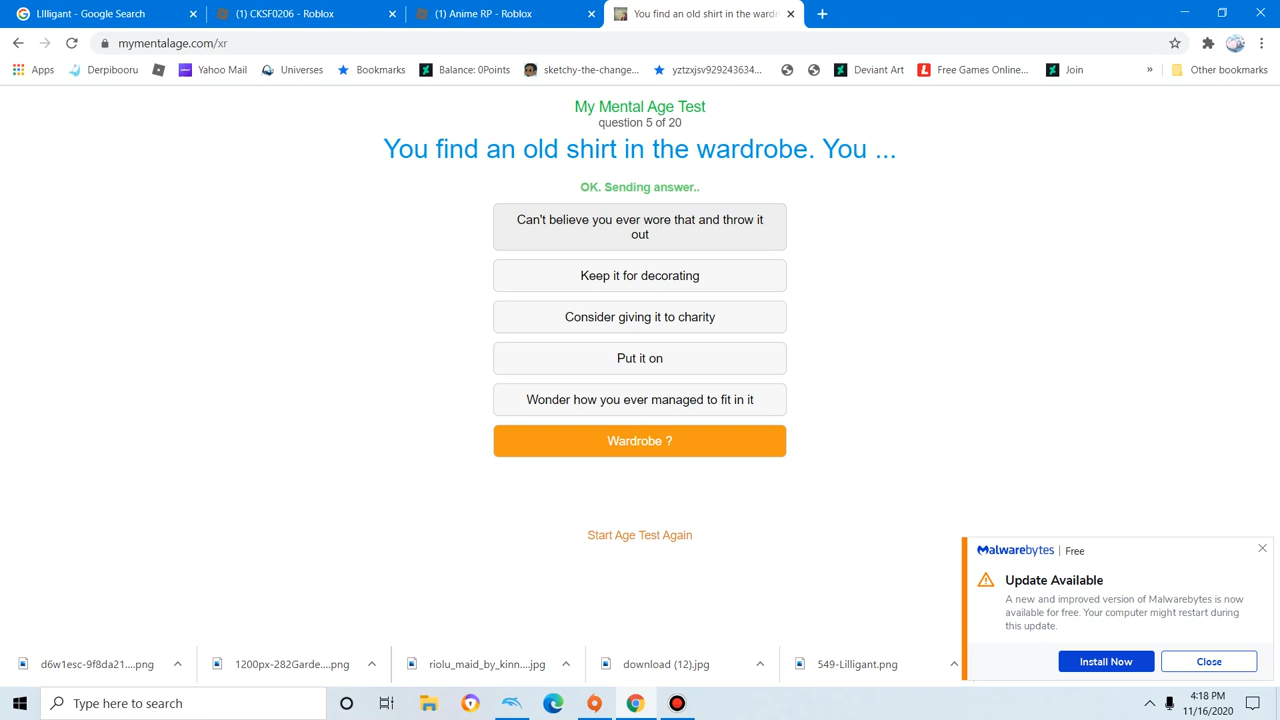 LIlligant - Google Search
(1) CKSF0206 - Roblox
(1) Anime RP - Roblox
You find an old shirt in the wardr
mymentalage.com/xr
Apps
Derpibooru
Yahoo Mail
Universes
Bookmarks
Balance: 0Points
sketchy-the-change...
yztzxjsv929243634...
Deviant Art
Free Games Online...
Join
»
Other bookmarks
My Mental Age Test
question 5 of 20
You find an old shirt in the wardrobe. You ...
OK. Sending answer..
Can't believe you ever wore that and throw it
out
Keep it for decorating
Consider giving it to charity
Put it on
Wonder how you ever managed to fit in it
Wardrobe ?
Start Age Test Again
Malwarebytes | Free
Update Available
A new and improved version of Malwarebytes is now
available for free. Your computer might restart during
this update.
Install Now
Close
d6w1esc-9f8da21....png
1200px-282Garde....png
riolu_maid_by_kinn....jpg
download (12).jpg
549-Lilligant.png
Type here to search
4:18 PM
11/16/2020